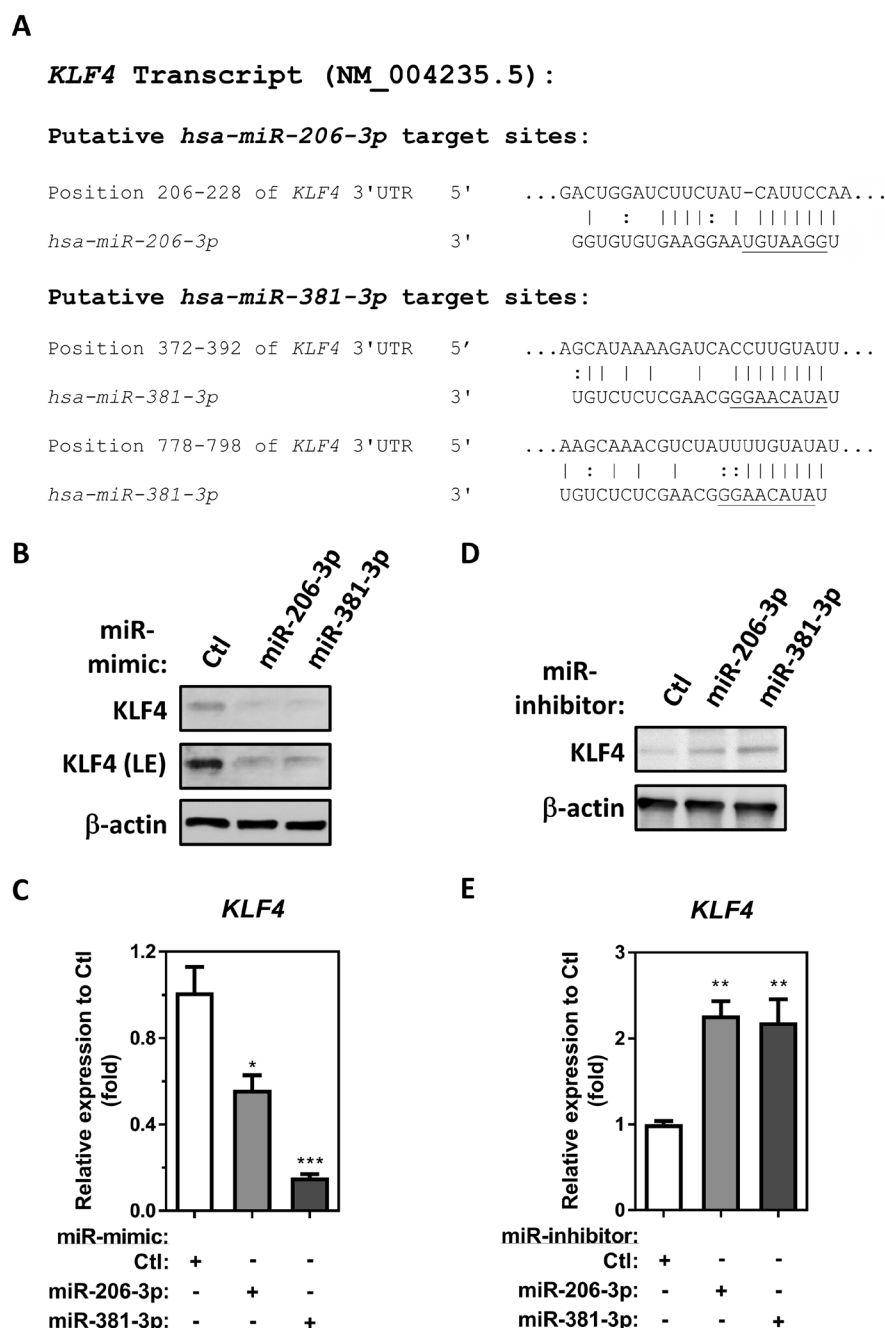 A
KLF4 Transcript (NM_004235.5):
Putative hsa-miR-206-3p target sites:
Position 206-228 of KLF4 3'UTR 5' ...GACUGGAUCUUCUAU-CAUUCCAA...
| : ||||: | |||||||
hsa-miR-206-3p 3' GGUGUGUGAAGGAAUGUAAGGU
Putative hsa-miR-381-3p target sites:
Position 372-392 of KLF4 3'UTR 5′ ...AGCAUAAAAGAUCACCUUGUAUU...
:|| | | | ||||||||
hsa-miR-381-3p 3' UGUCUCUCGAACGGGAACAUAU
Position 778-798 of KLF4 3'UTR 5' ...AAGCAAACGUCUAUUUUGUAUAU...
| : | | | ::|||||||
hsa-miR-381-3p 3' UGUCUCUCGAACGGGAACAUAU
B
miR-mimic: Ctl miR-206-3p miR-381-3p
KLF4
KLF4 (LE)
β-actin
D
miR-inhibitor: Ctl miR-206-3p miR-381-3p
KLF4
β-actin
C
KLF4
Relative expression to Ctl
(fold)
1.2
0.8
0.4
0.0
*
***
miR-mimic:
Ctl: + - -
miR-206-3p: - + -
miR-381-3p: - - +
E
KLF4
Relative expression to Ctl
(fold)
3
2
1
0
**
**
miR-inhibitor:
Ctl: + - -
miR-206-3p: - + -
miR-381-3p: - - +